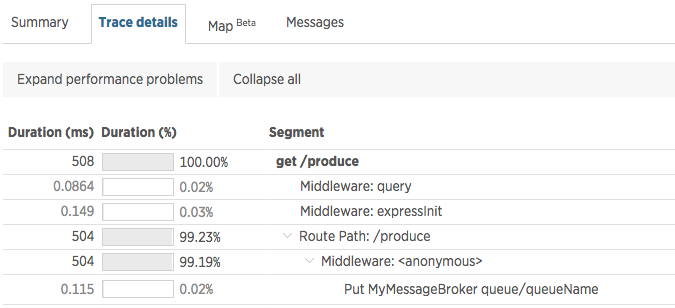 Summary Trace details Map Beta Messages
Expand performance problems Collapse all
Duration (ms) Duration (%) Segment
508 100.00% get /produce
0.0864 0.02% Middleware: query
0.149 0.03% Middleware: expressInit
504 99.23% Route Path: /produce
504 99.19% Middleware: <anonymous>
0.115 0.02% Put MyMessageBroker queue/queueName